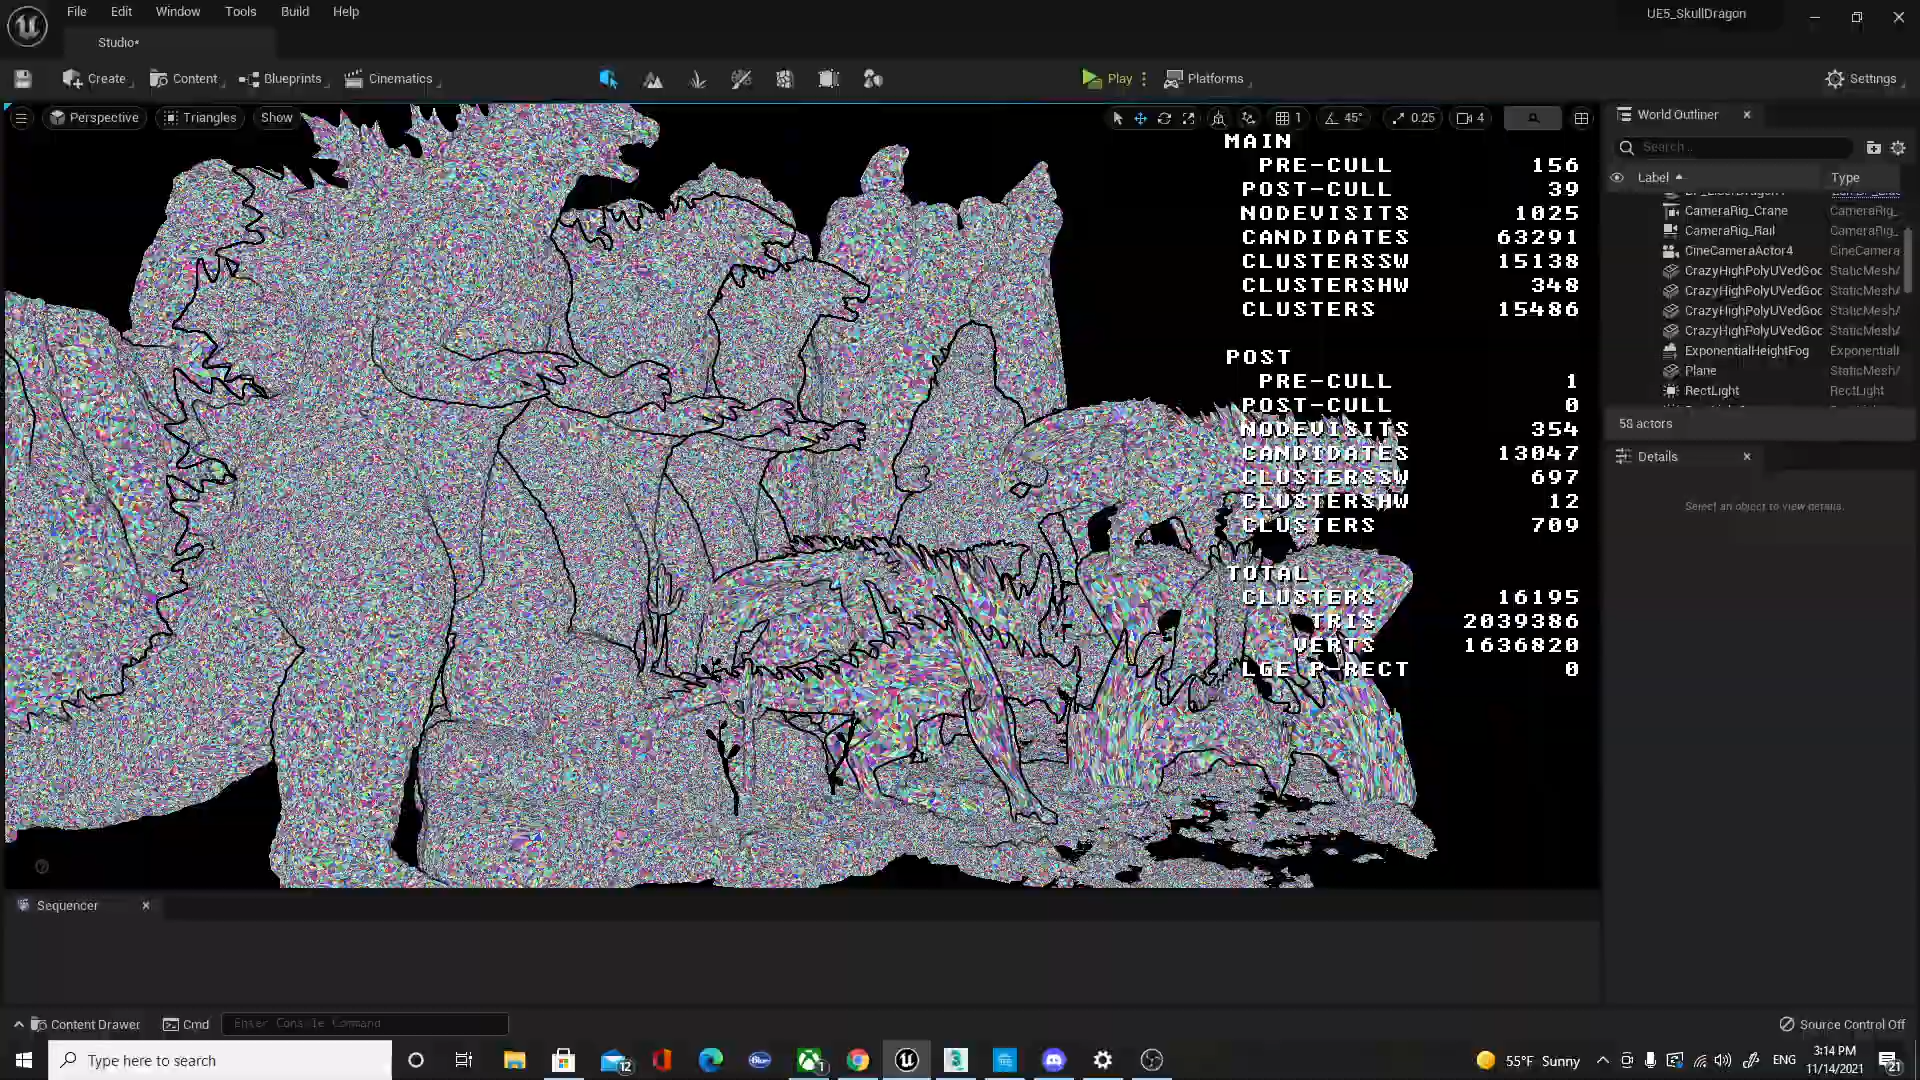 File Edit Window Tools Build Help
UE5_SkullDragon
Studio*
Create Content Blueprints Cinematics
Play Platforms
Settings
Perspective Triangles Show
1 45° 0.25 4
World Outliner
Search...
Label Type
CameraRig_Crane CameraRig_
CameraRig_Rail CameraRig_
CineCameraActor4 CineCamera
CrazyHighPolyUVedGoc StaticMesh
CrazyHighPolyUVedGoc StaticMesh
CrazyHighPolyUVedGoc StaticMesh
CrazyHighPolyUVedGoc StaticMesh
ExponentialHeightFog Exponential
Plane StaticMesh
RectLight RectLight
58 actors
Details
Select an object to view details.
MAIN
PRE-CULL 156
POST-CULL 39
NODEVISITS 1025
CANDIDATES 63291
CLUSTERSSW 15138
CLUSTERSHW 348
CLUSTERS 15486
POST
PRE-CULL 1
POST-CULL 0
NODEVISITS 354
CANDIDATES 13047
CLUSTERSSW 697
CLUSTERSHW 12
CLUSTERS 709
TOTAL
CLUSTERS 16195
TRIS 2039386
VERTS 1636820
LGE P-RECT 0
Sequencer
Content Drawer Cmd Enter Console Command
Source Control Off
Type here to search
12
1
55°F Sunny
ENG
3:14 PM
11/14/2021
21